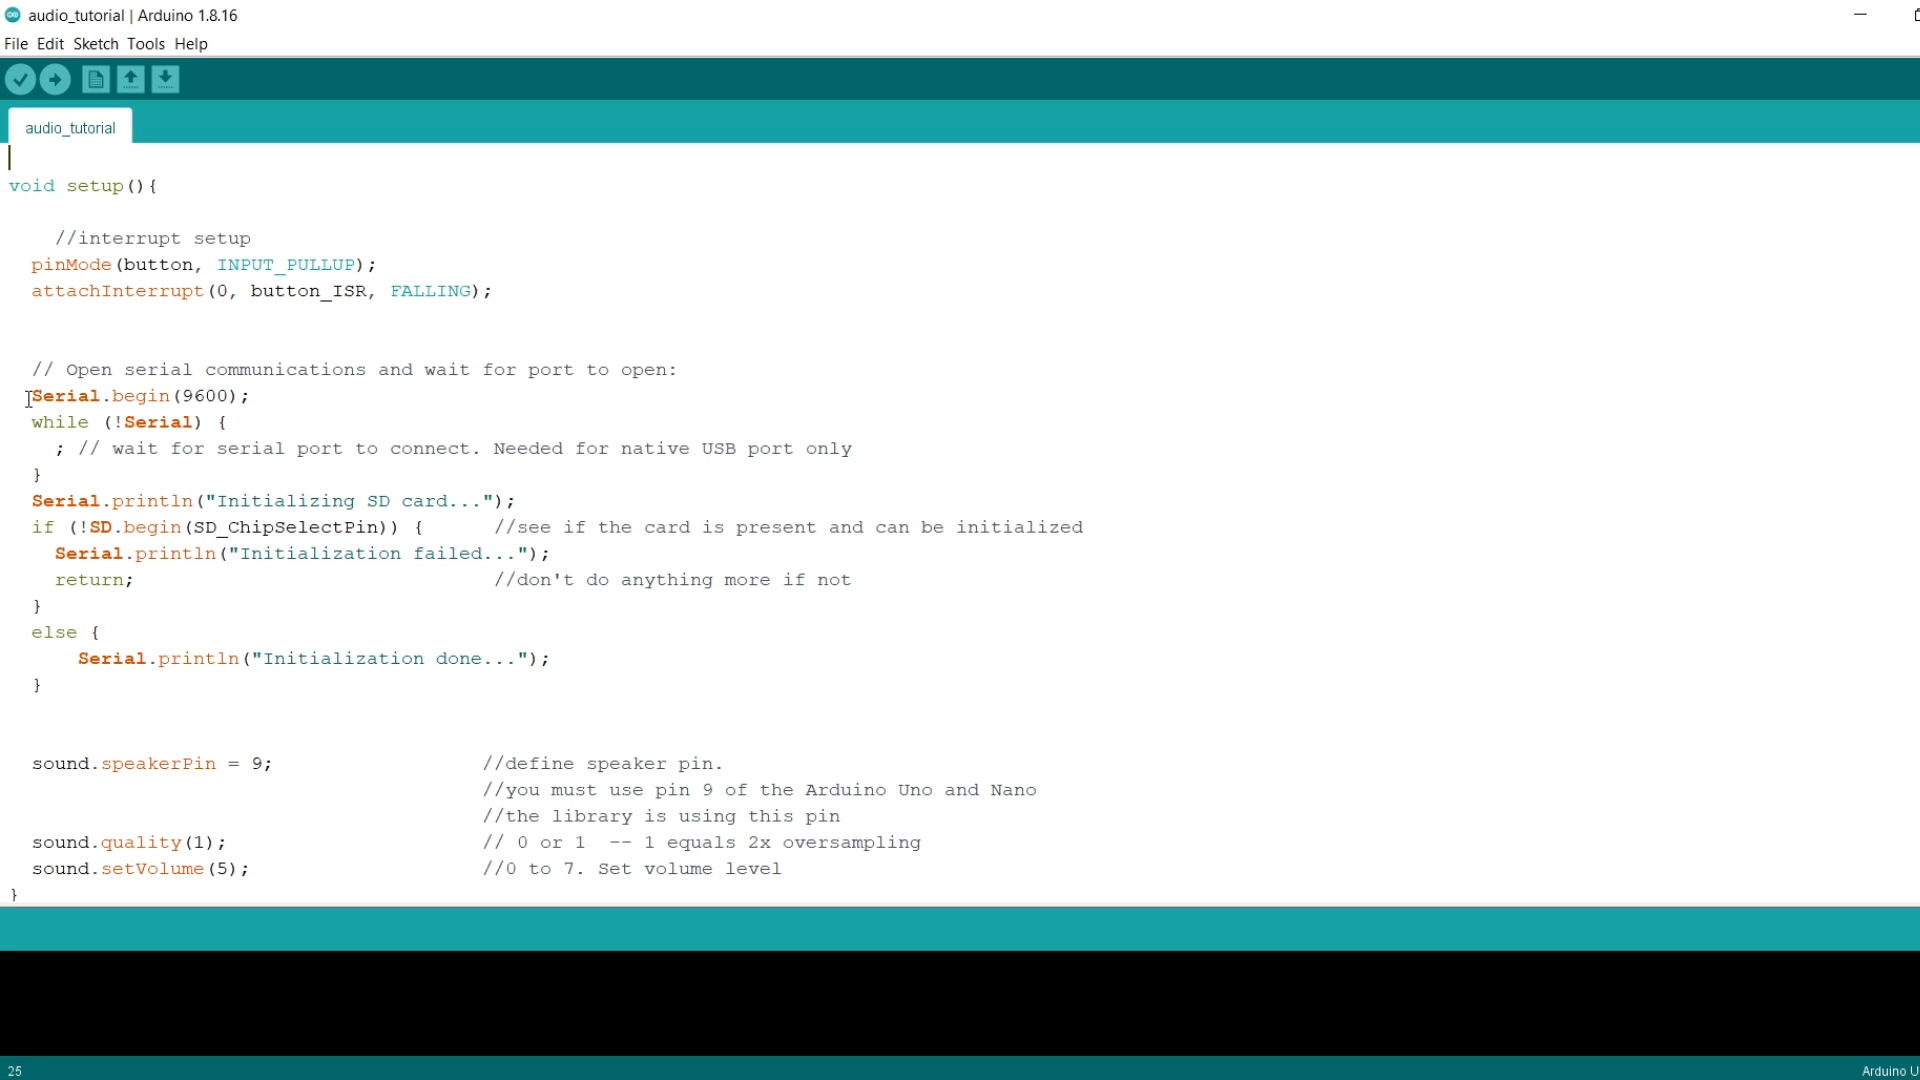 audio_tutorial | Arduino 1.8.16
File Edit Sketch Tools Help
audio_tutorial
void setup(){
//interrupt setup
pinMode(button, INPUT_PULLUP);
attachInterrupt(0, button_ISR, FALLING);
// Open serial communications and wait for port to open:
Serial.begin(9600);
while (!Serial) {
; // wait for serial port to connect. Needed for native USB port only
}
Serial.println("Initializing SD card...");
if (!SD.begin(SD_ChipSelectPin)) { //see if the card is present and can be initialized
Serial.println("Initialization failed...");
return; //don't do anything more if not
}
else {
Serial.println("Initialization done...");
}
sound.speakerPin = 9; //define speaker pin.
//you must use pin 9 of the Arduino Uno and Nano
//the library is using this pin
sound.quality(1); // 0 or 1 -- 1 equals 2x oversampling
sound.setVolume(5); //0 to 7. Set volume level
}
25
Arduino U